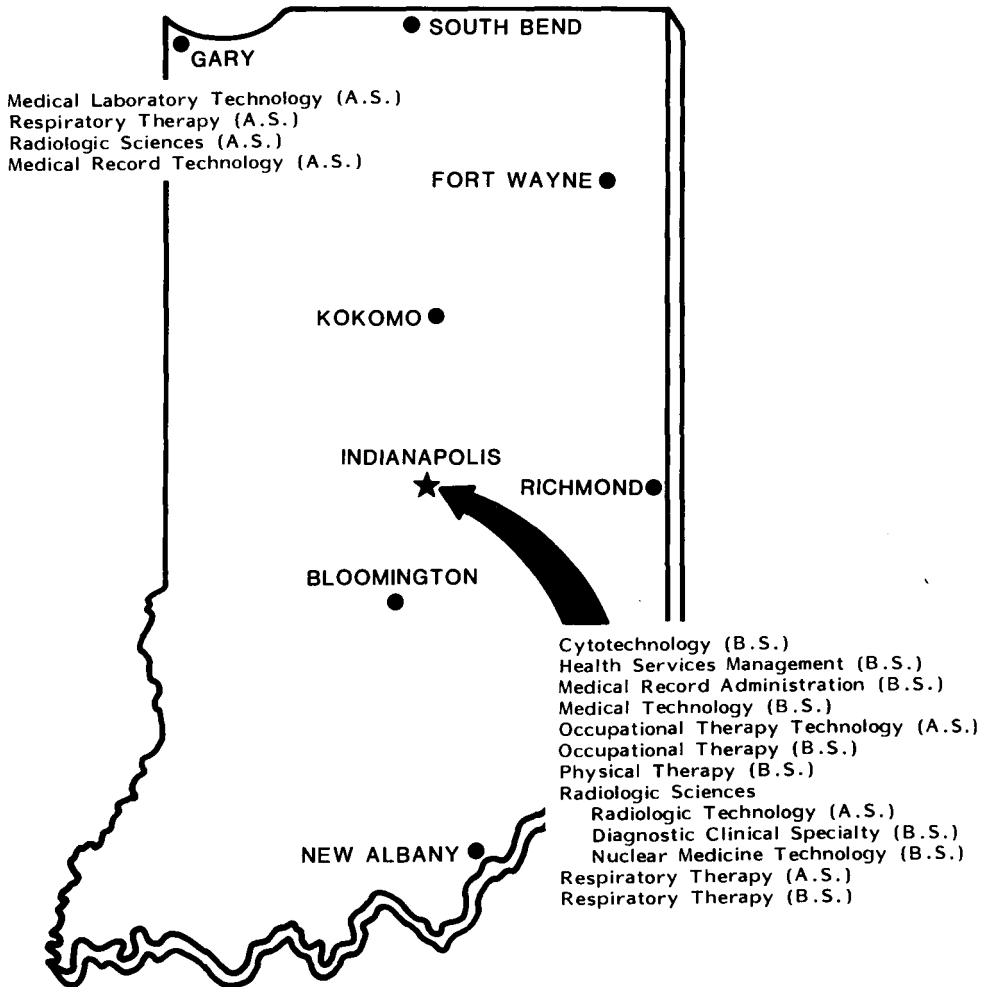 SOUTH BEND
GARY
Medical Laboratory Technology (A.S.)
Respiratory Therapy (A.S.)
Radiologic Sciences (A.S.)
Medical Record Technology (A.S.)
FORT WAYNE
KOKOMO
INDIANAPOLIS
RICHMOND
BLOOMINGTON
Cytotechnology (B.S.)
Health Services Management (B.S.)
Medical Record Administration (B.S.)
Medical Technology (B.S.)
Occupational Therapy Technology (A.S.)
Occupational Therapy (B.S.)
Physical Therapy (B.S.)
Radiologic Sciences
Radiologic Technology (A.S.)
Diagnostic Clinical Specialty (B.S.)
Nuclear Medicine Technology (B.S.)
Respiratory Therapy (A.S.)
Respiratory Therapy (B.S.)
NEW ALBANY